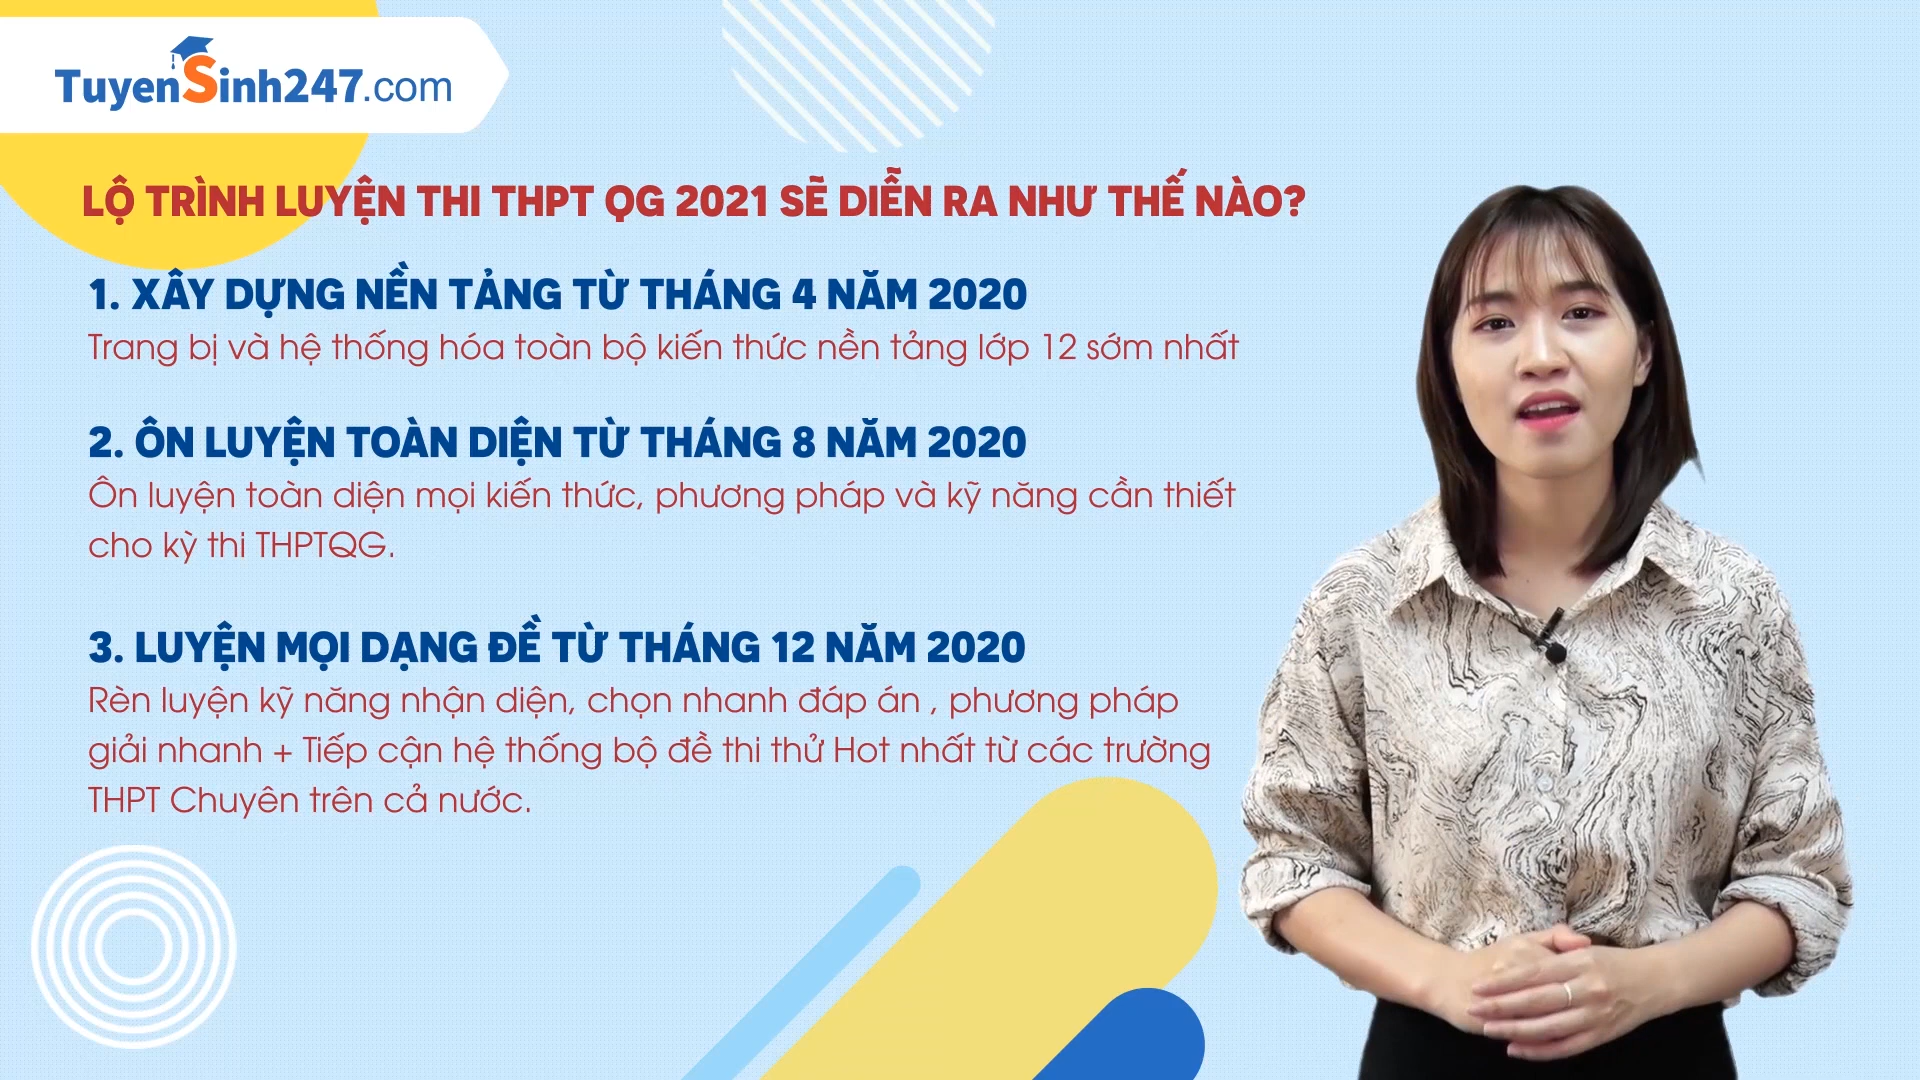 TuyenSinh247.com
LỘ TRÌNH LUYỆN THI THPT QG 2021 SẼ DIỄN RA NHƯ THẾ NÀO?
1. XÂY DỰNG NỀN TẢNG TỪ THÁNG 4 NĂM 2020
Trang bị và hệ thống hóa toàn bộ kiến thức nền tảng lớp 12 sớm nhất
2. ÔN LUYỆN TOÀN DIỆN TỪ THÁNG 8 NĂM 2020
Ôn luyện toàn diện mọi kiến thức, phương pháp và kỹ năng cần thiết
cho kỳ thi THPTQG.
3. LUYỆN MỌI DẠNG ĐỀ TỪ THÁNG 12 NĂM 2020
Rèn luyện kỹ năng nhận diện, chọn nhanh đáp án , phương pháp
giải nhanh + Tiếp cận hệ thống bộ đề thi thử Hot nhất từ các trường
THPT Chuyên trên cả nước.